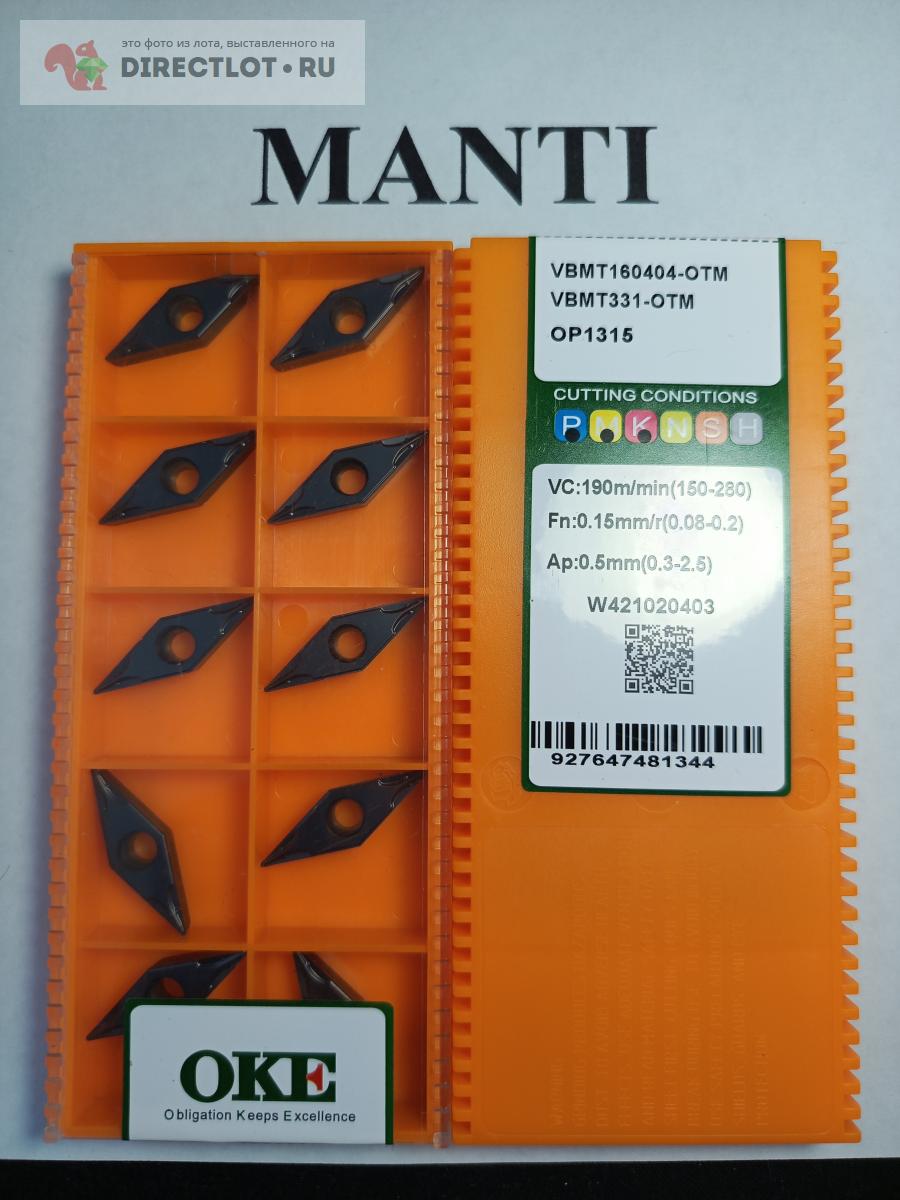 это фото из лота, выставленного на
DIRECTLOT.RU
MANTI
VBMT160404-OTM
VBMT331-OTM
OP1315
CUTTING CONDITIONS
P M K N S H
VC:190m/min(150-280)
Fn:0.15mm/r(0.08-0.2)
Ap:0.5mm(0.3-2.5)
W421020403
927647481344
OKE
Obligation Keeps Excellence